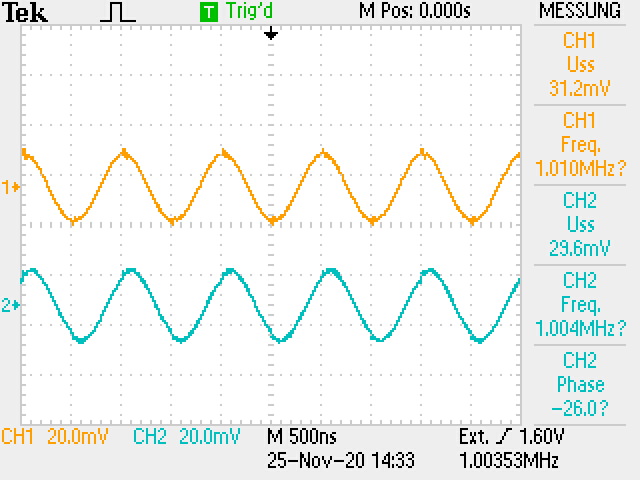 Tek T Trig'd M Pos: 0.000s MESSUNG
CH1
Uss
31.2mV
CH1
Freq.
1.010MHz?
CH2
Uss
29.6mV
CH2
Freq.
1.004MHz?
CH2
Phase
-26.0?
1
2
CH1 20.0mV CH2 20.0mV M 500ns Ext. 1.60V
25-Nov-20 14:33 1.00353MHz